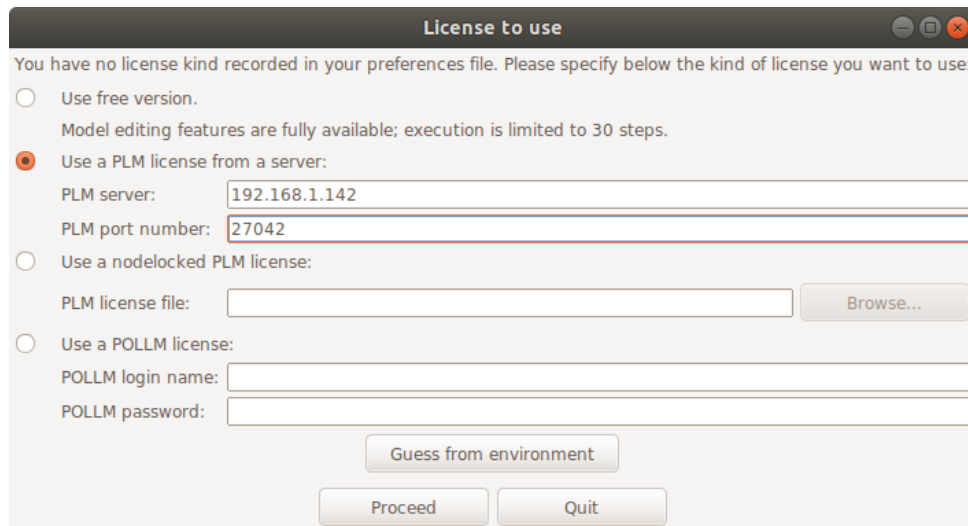 License to use
You have no license kind recorded in your preferences file. Please specify below the kind of license you want to use:
Use free version.
Model editing features are fully available; execution is limited to 30 steps.
Use a PLM license from a server:
PLM server: 192.168.1.142
PLM port number: 27042
Use a nodelocked PLM license:
PLM license file: Browse...
Use a POLLM license:
POLLM login name:
POLLM password:
Guess from environment
Proceed Quit